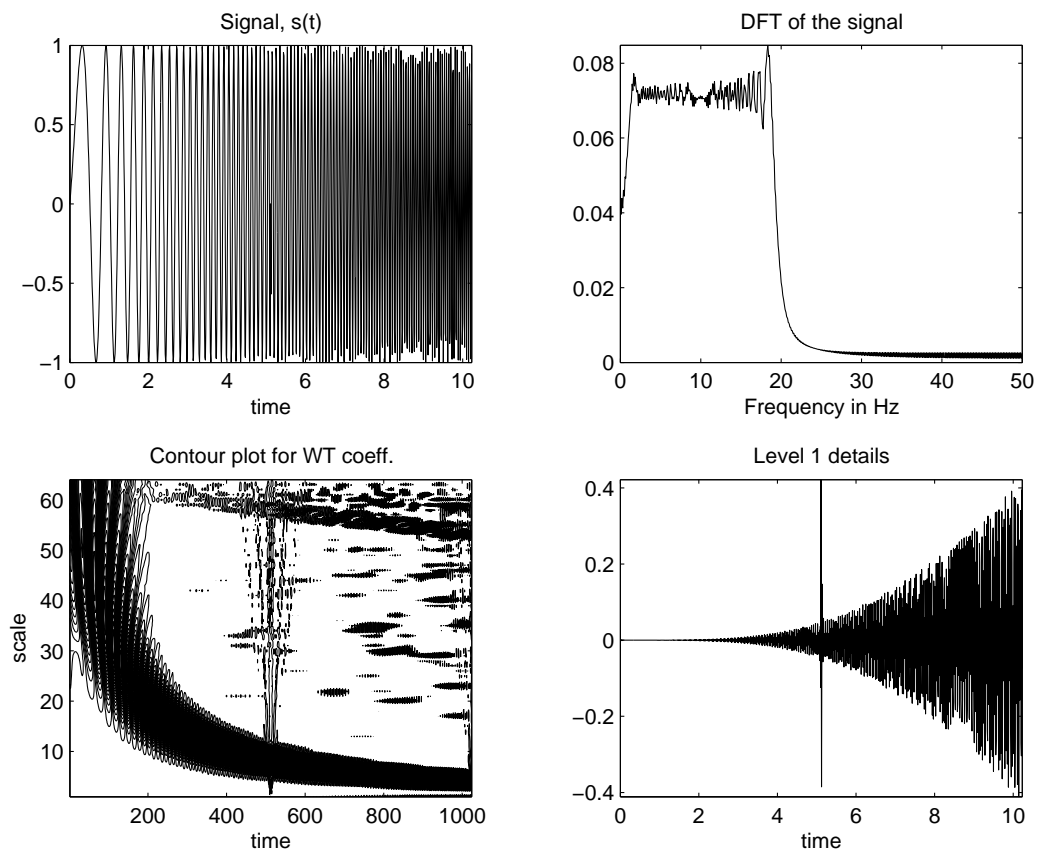 Signal, s(t)
1
0.5
0
−0.5
−1
0 2 4 6 8 10
time
DFT of the signal
0.08
0.06
0.04
0.02
0
0 10 20 30 40 50
Frequency in Hz
Contour plot for WT coeff.
scale
60
50
40
30
20
10
200 400 600 800 1000
time
Level 1 details
0.4
0.2
0
−0.2
−0.4
0 2 4 6 8 10
time